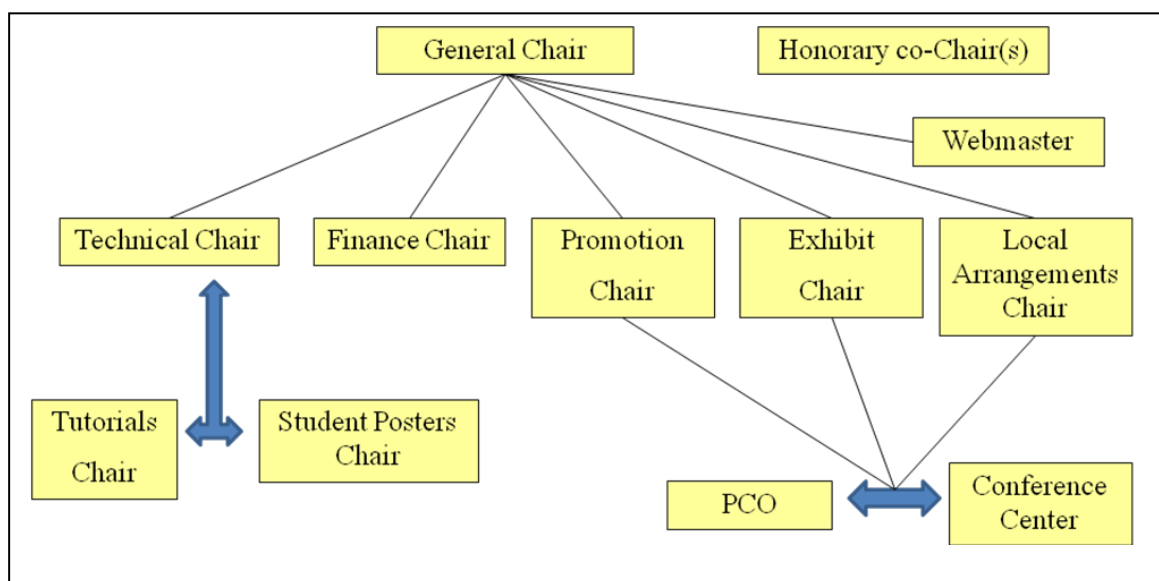 General Chair
Honorary co-Chair(s)
Webmaster
Technical Chair
Finance Chair
Promotion
Chair
Exhibit
Chair
Local
Arrangements
Chair
Tutorials
Chair
Student Posters
Chair
PCO
Conference
Center